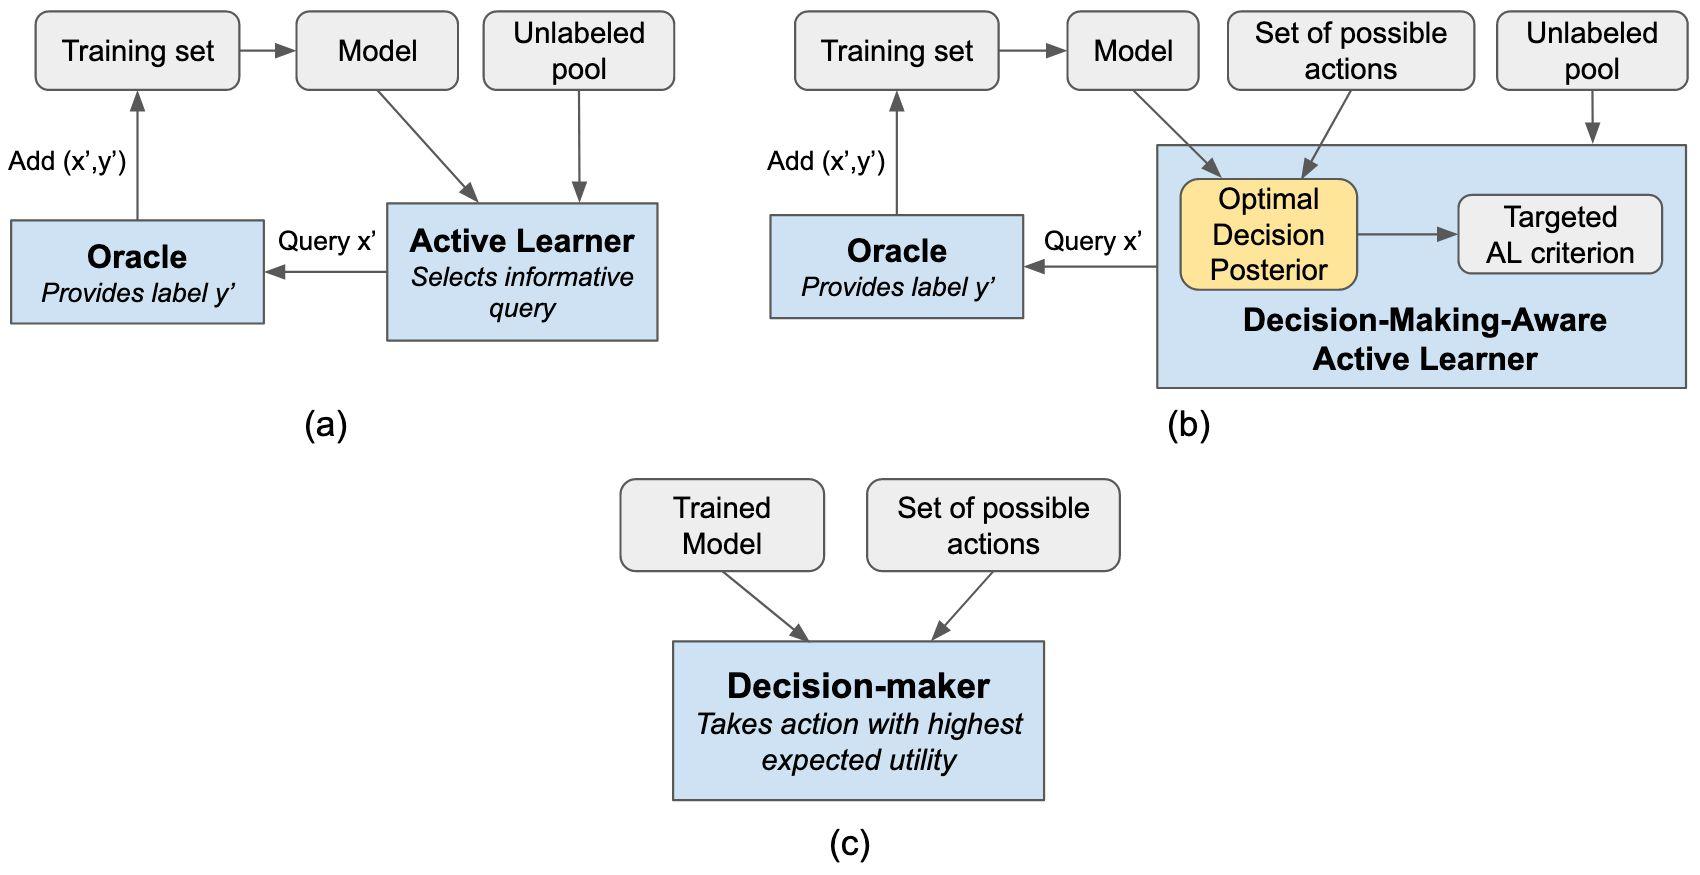 Training set
Model
Unlabeled
pool
Add (x’,y’)
Oracle
Provides label y’
Query x’
Active Learner
Selects informative
query
(a)
Training set
Model
Set of possible
actions
Unlabeled
pool
Add (x’,y’)
Oracle
Provides label y’
Query x’
Optimal
Decision
Posterior
Targeted
AL criterion
Decision-Making-Aware
Active Learner
(b)
Trained
Model
Set of possible
actions
Decision-maker
Takes action with highest
expected utility
(c)